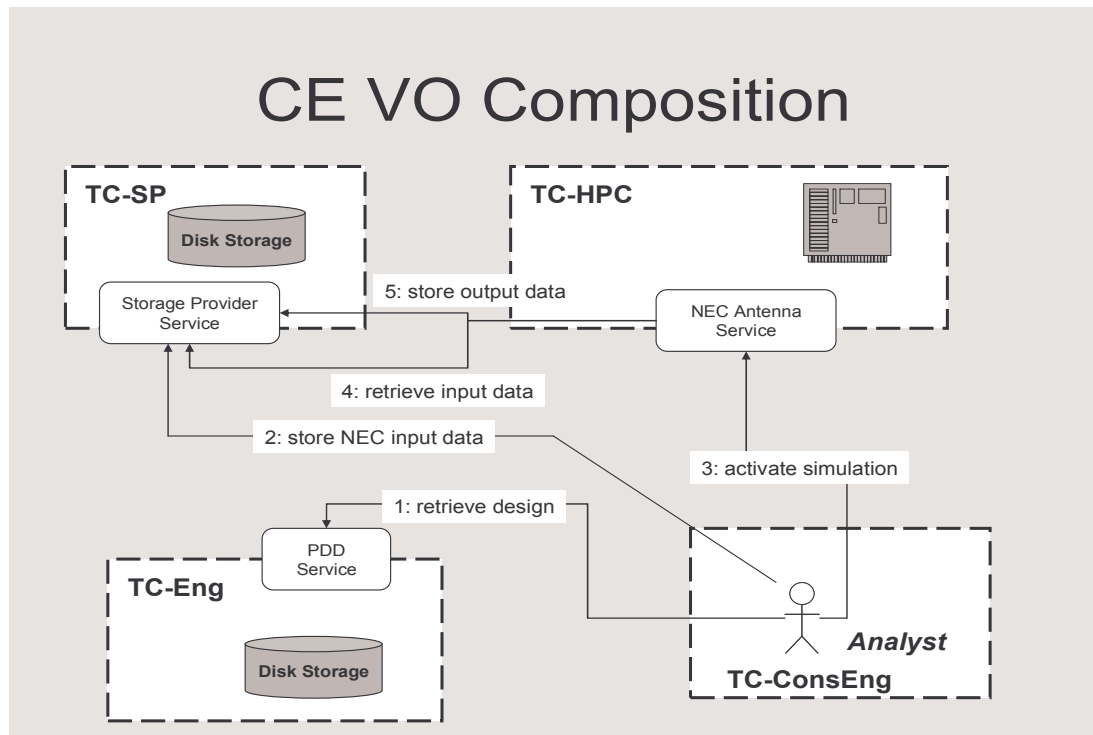 CE VO Composition
TC-SP
Disk Storage
Storage Provider
Service
TC-HPC
NEC Antenna
Service
5: store output data
4: retrieve input data
2: store NEC input data
3: activate simulation
1: retrieve design
PDD
Service
TC-Eng
Disk Storage
Analyst
TC-ConsEng